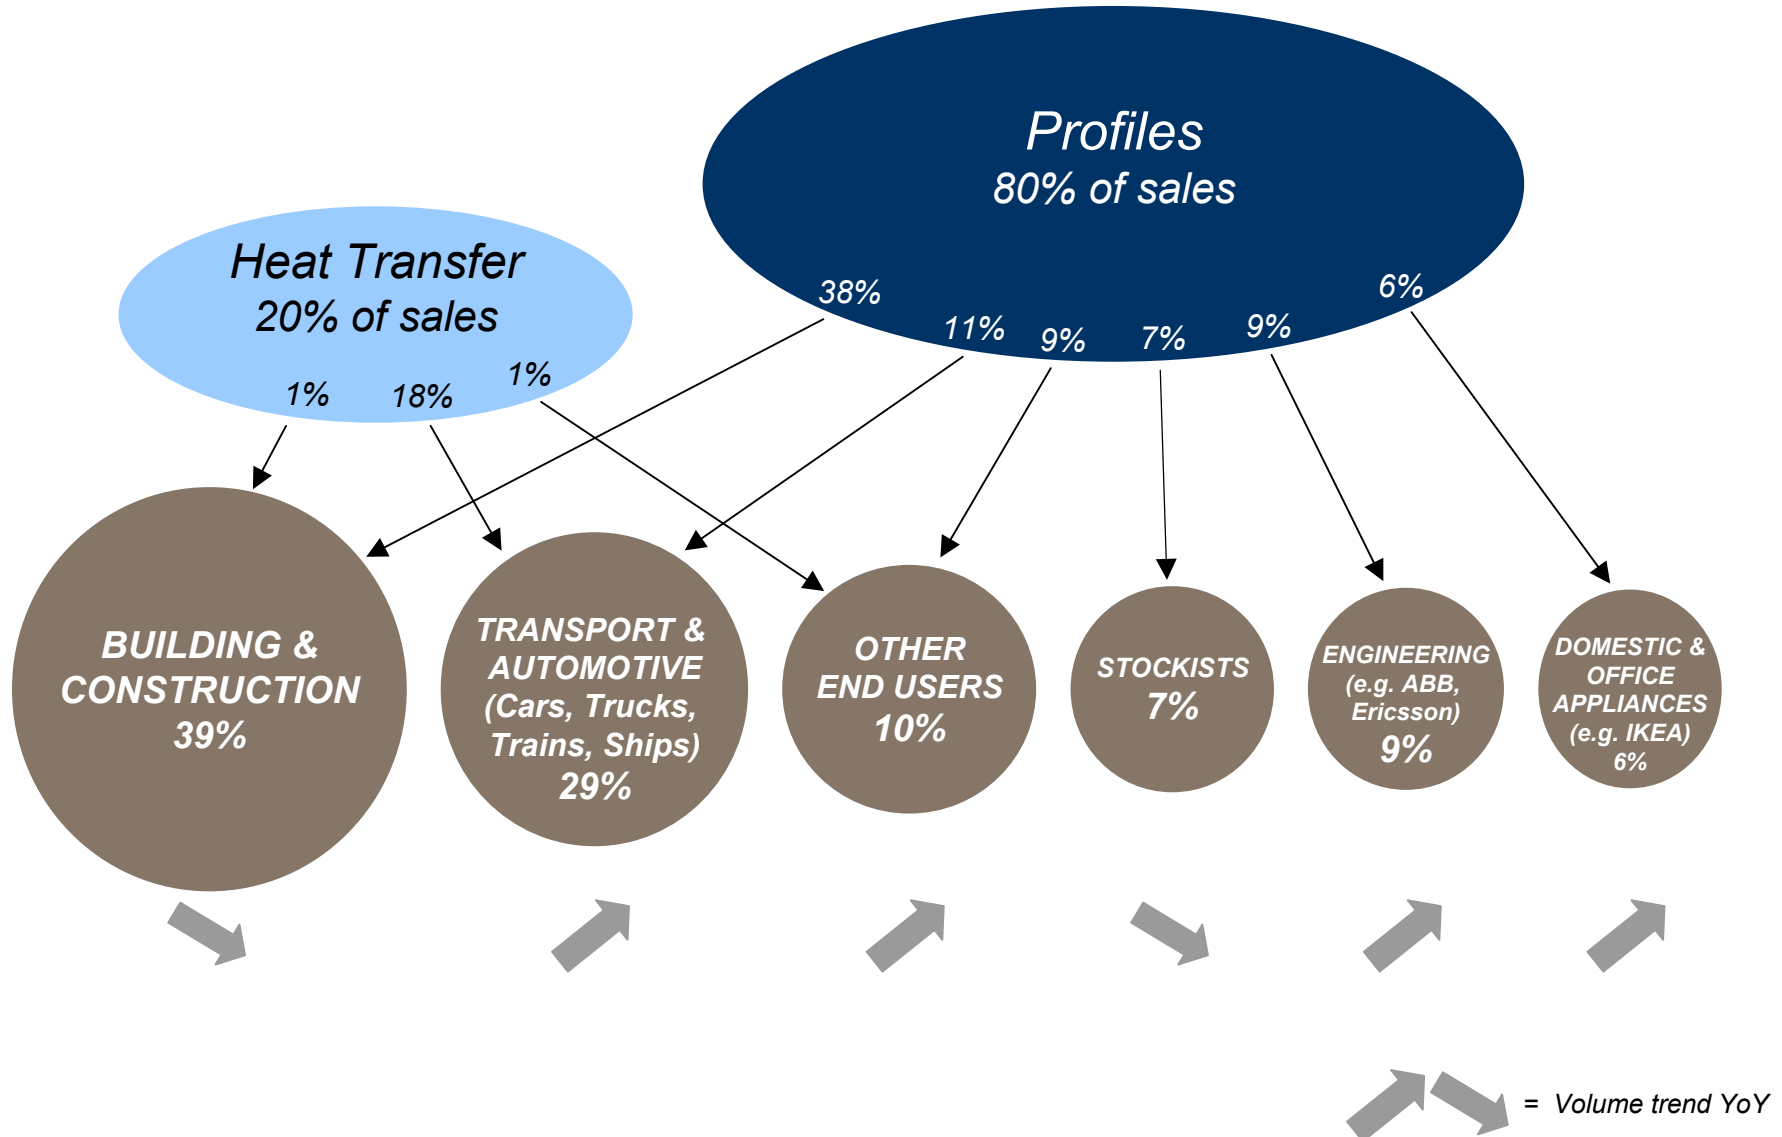 Profiles
80% of sales
Heat Transfer
20% of sales
38%
11%
9%
7%
9%
6%
1%
18%
1%
BUILDING &
CONSTRUCTION
39%
TRANSPORT &
AUTOMOTIVE
(Cars, Trucks,
Trains, Ships)
29%
OTHER
END USERS
10%
STOCKISTS
7%
ENGINEERING
(e.g. ABB,
Ericsson)
9%
DOMESTIC &
OFFICE
APPLIANCES
(e.g. IKEA)
6%
= Volume trend YoY